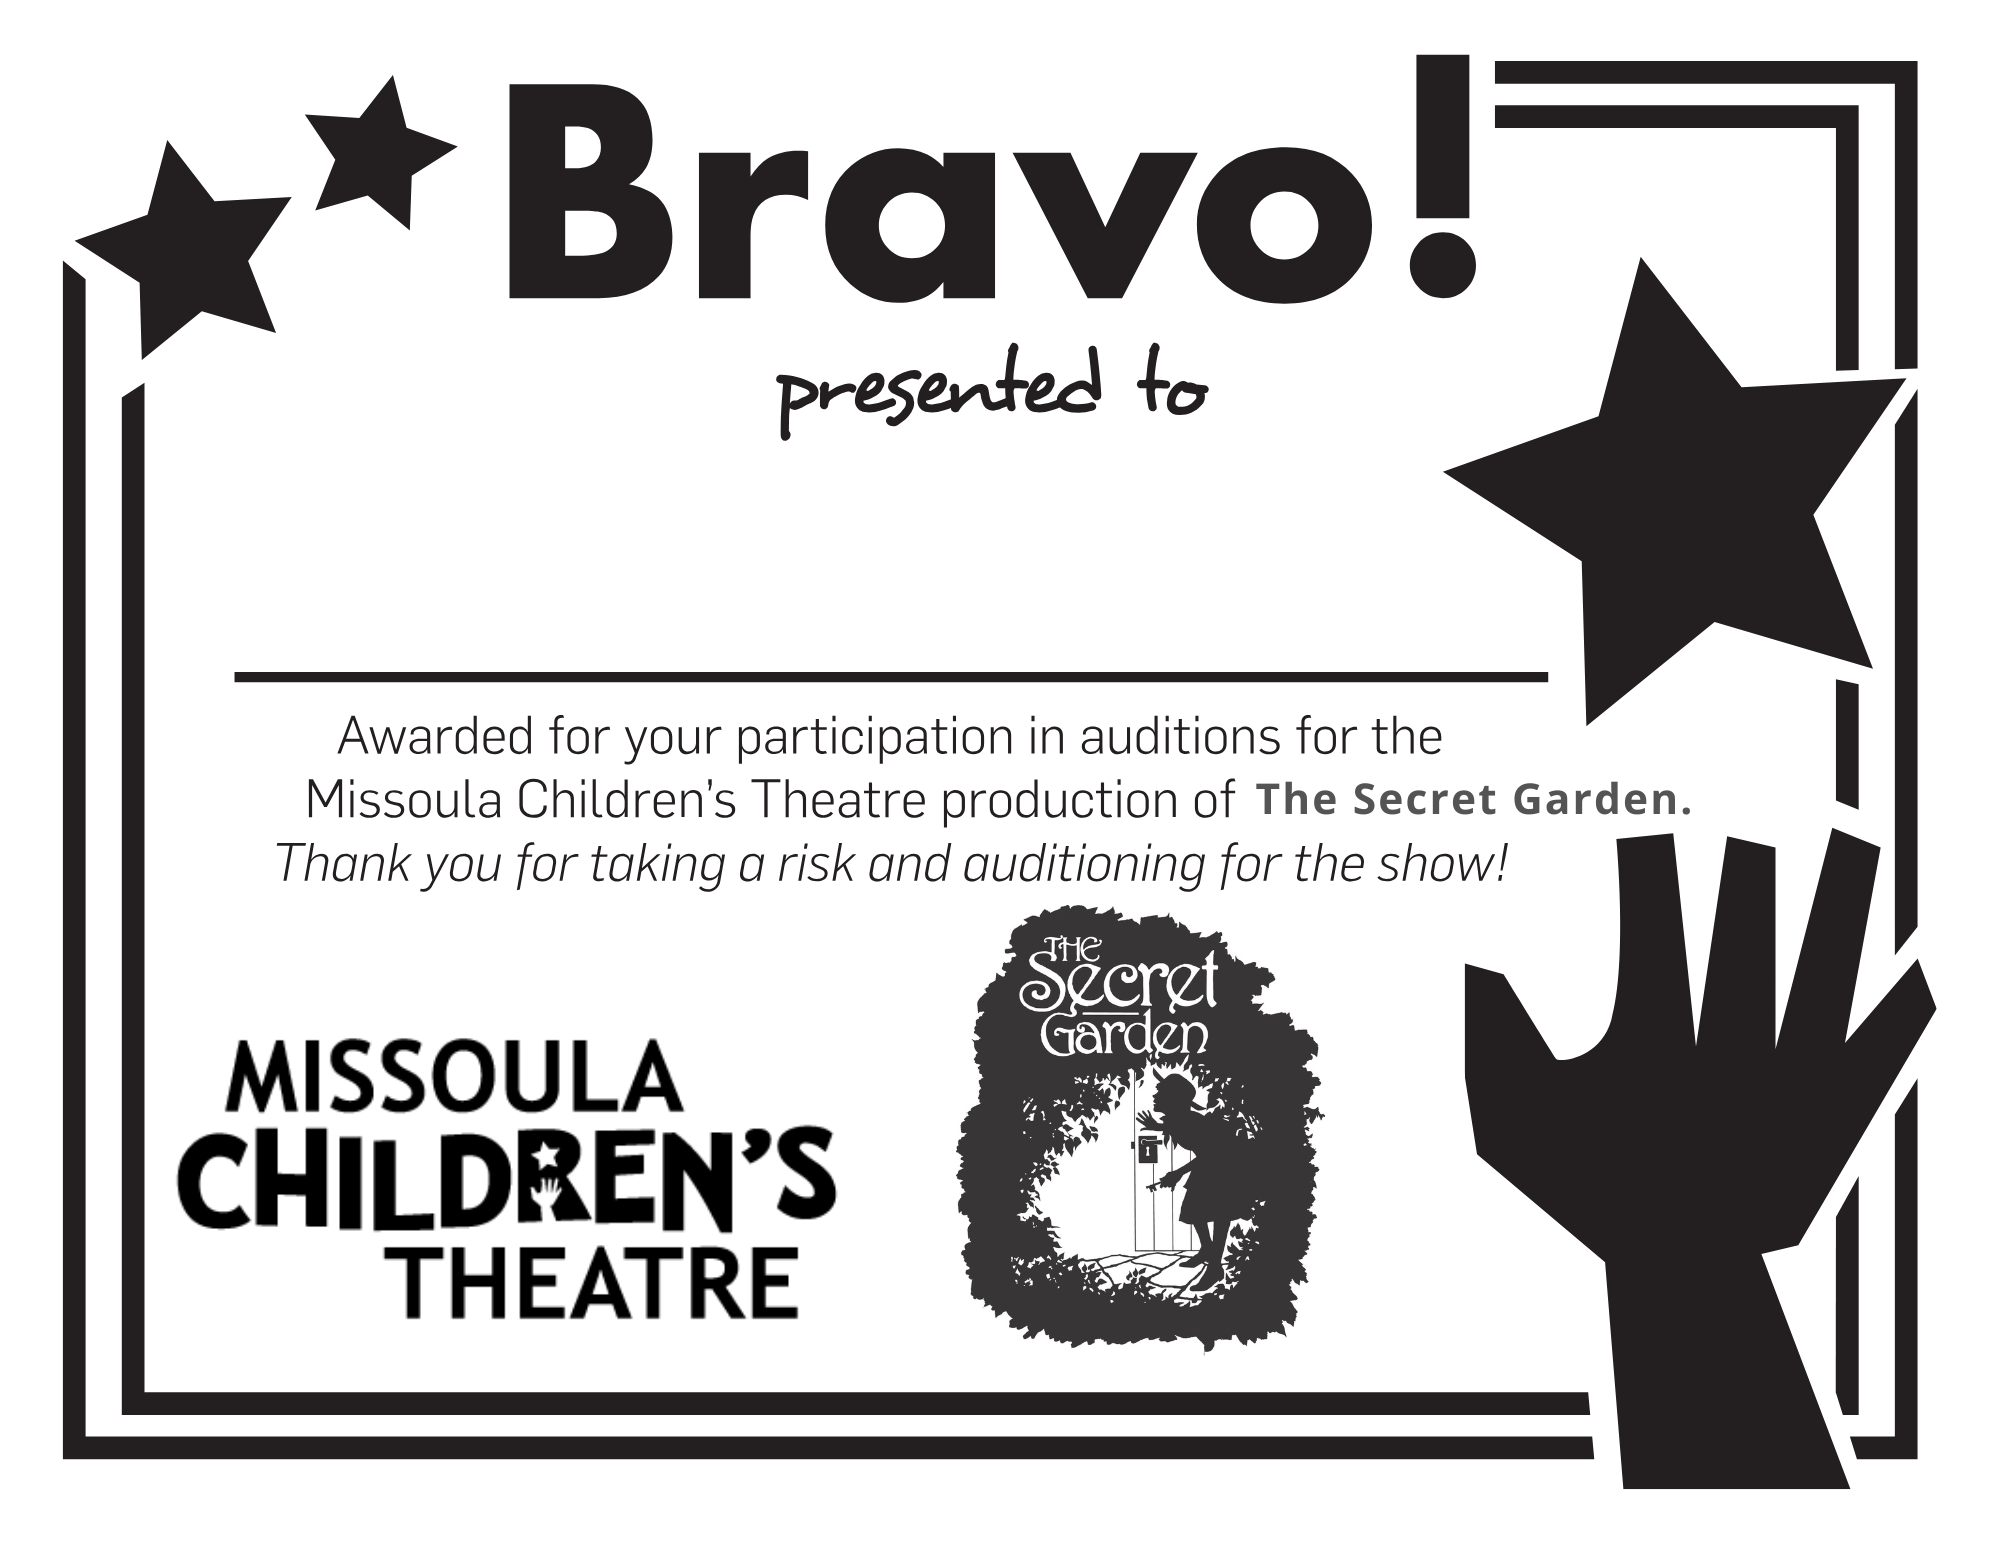 Bravo!
presented to
Awarded for your participation in auditions for the
Missoula Children’s Theatre production of The Secret Garden.
Thank you for taking a risk and auditioning for the show!
THE
Secret
Garden
MISSOULA
CHILDREN’S
THEATRE